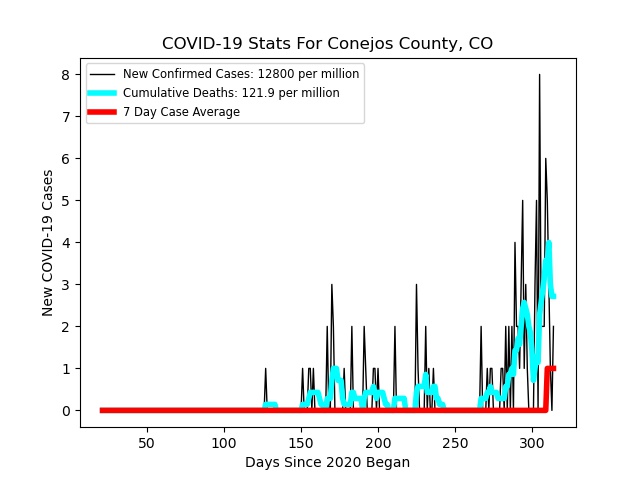 COVID-19 Stats For Conejos County, CO
New Confirmed Cases: 12800 per million
Cumulative Deaths: 121.9 per million
7 Day Case Average
8
7
6
5
4
3
2
1
0
New COVID-19 Cases
50 100 150 200 250 300
Days Since 2020 Began